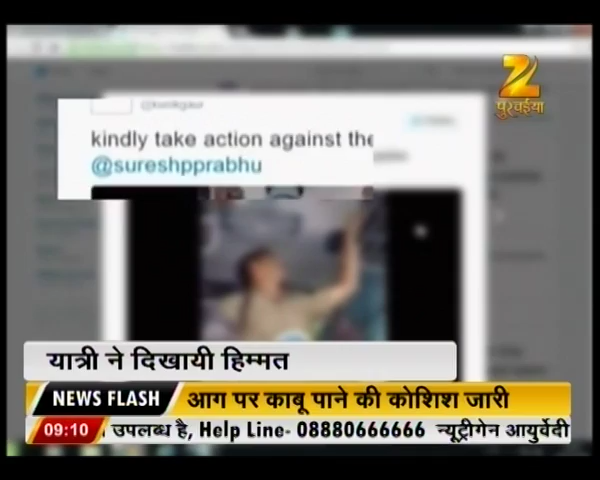 पुरवईया
kindly take action against the
@sureshpprabhu
यात्री ने दिखायी हिम्मत
NEWS FLASH आग पर काबू पाने की कोशिश जारी
09:10 उपलब्ध है, Help Line- 08880666666 न्यूट्रीगेन आयुर्वेदी